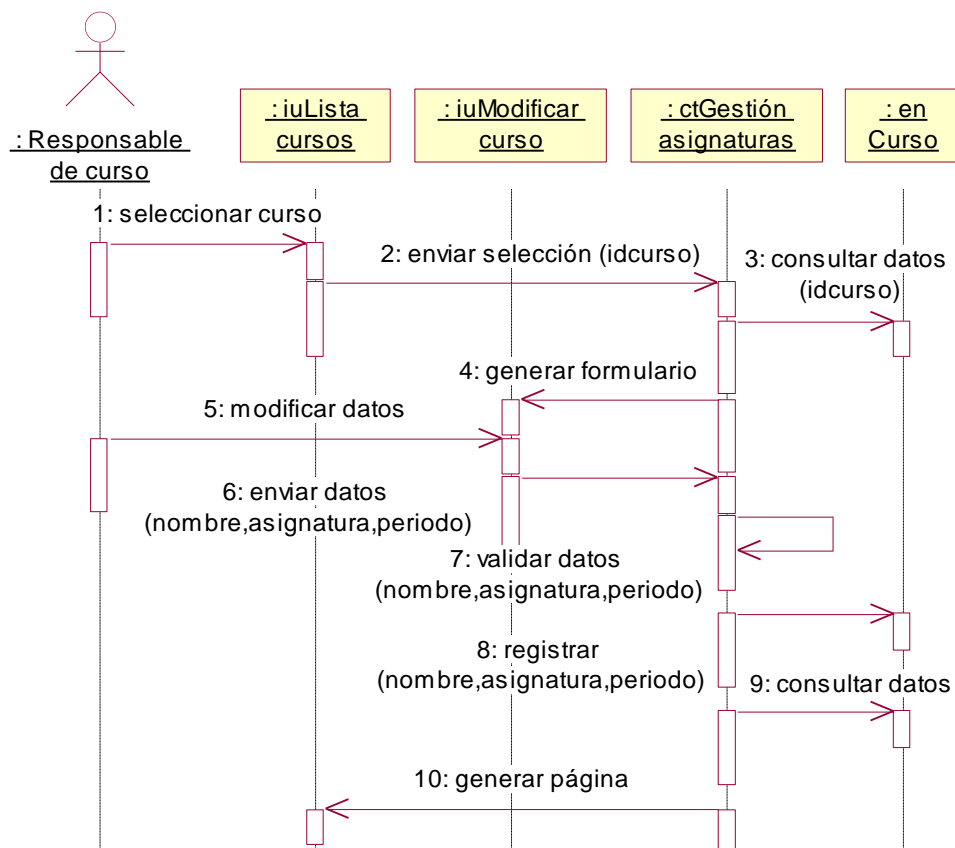 : Responsable
de curso
: iuLista
cursos
: iuModificar
curso
: ctGestión
asignaturas
: en
Curso
1: seleccionar curso
2: enviar selección (idcurso)
3: consultar datos
(idcurso)
4: generar formulario
5: modificar datos
6: enviar datos
(nombre,asignatura,periodo)
7: validar datos
(nombre,asignatura,periodo)
8: registrar
(nombre,asignatura,periodo)
9: consultar datos
10: generar página